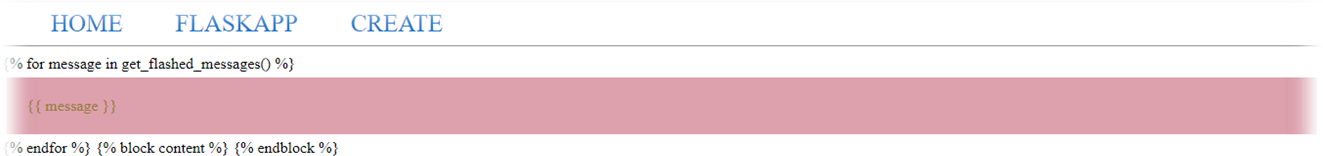 HOME FLASKAPP CREATE
{% for message in get_flashed_messages() %}
{{ message }}
{% endfor %} {% block content %} {% endblock %}